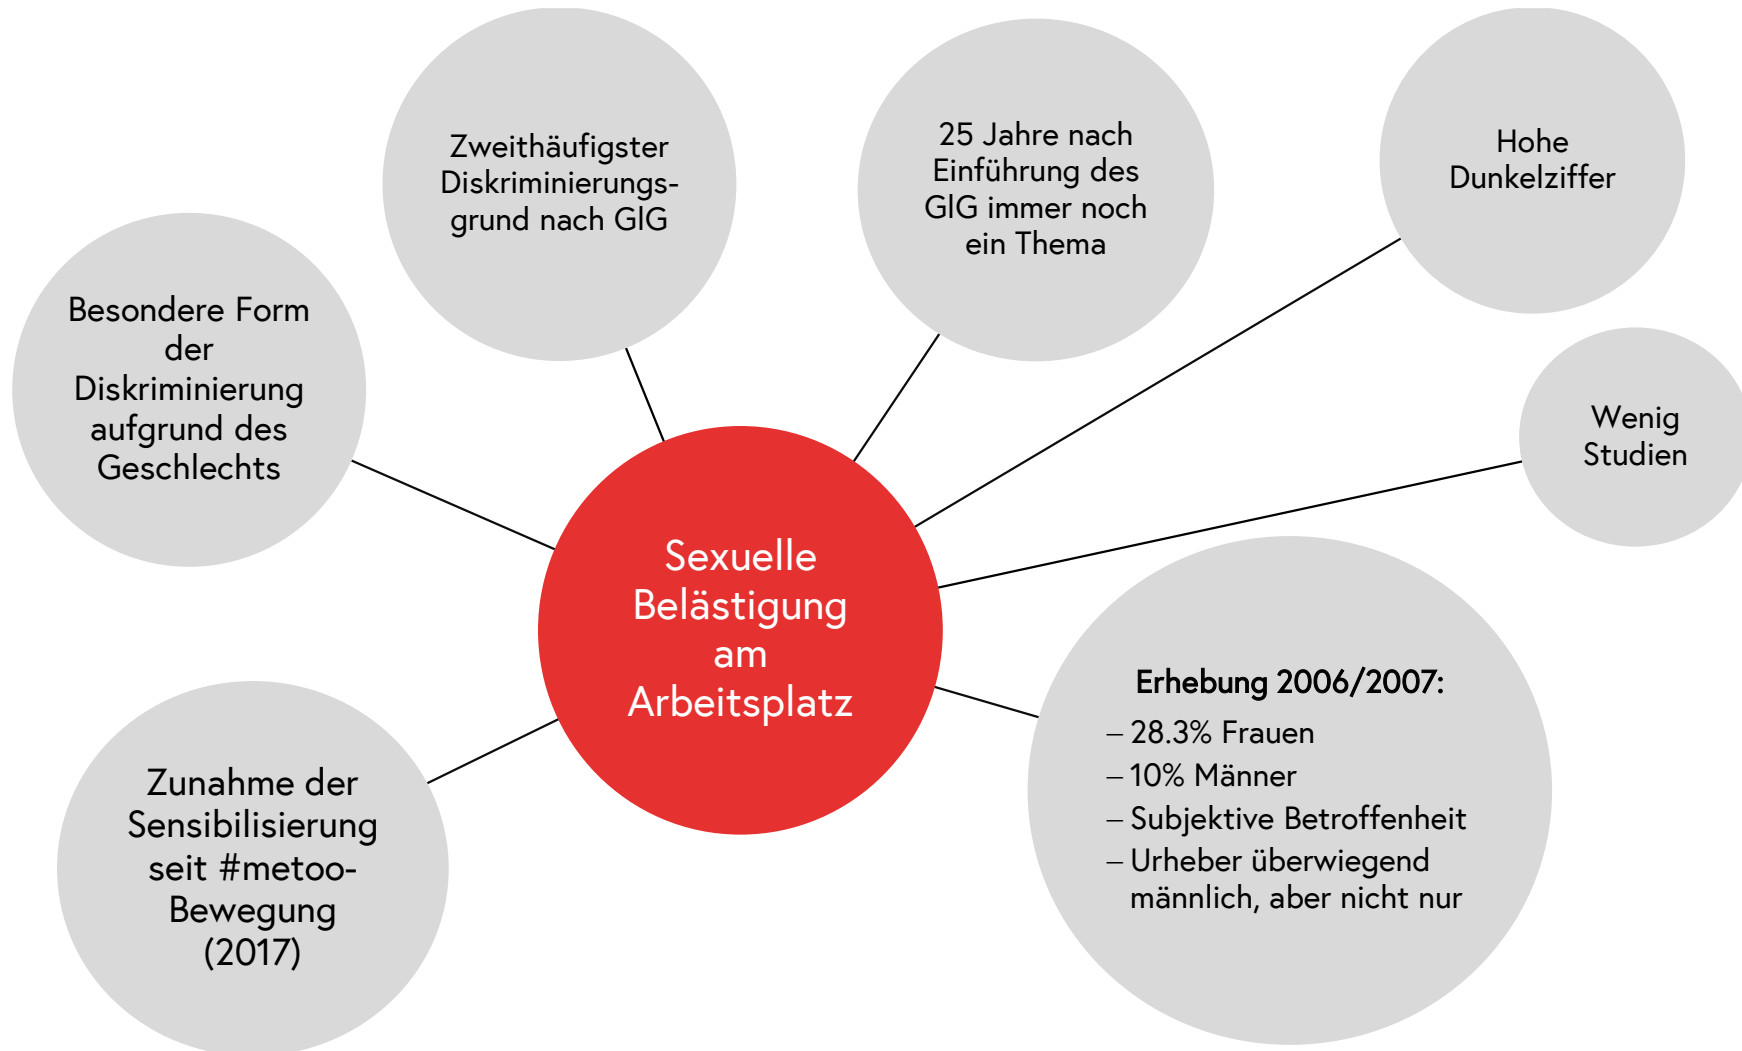 Zweithäufigster
Diskriminierungs-
grund nach GlG
25 Jahre nach
Einführung des
GlG immer noch
ein Thema
Hohe
Dunkelziffer
Besondere Form
der
Diskriminierung
aufgrund des
Geschlechts
Wenig
Studien
Sexuelle
Belästigung
am
Arbeitsplatz
Erhebung 2006/2007:
– 28.3% Frauen
– 10% Männer
– Subjektive Betroffenheit
– Urheber überwiegend
männlich, aber nicht nur
Zunahme der
Sensibilisierung
seit #metoo-
Bewegung
(2017)